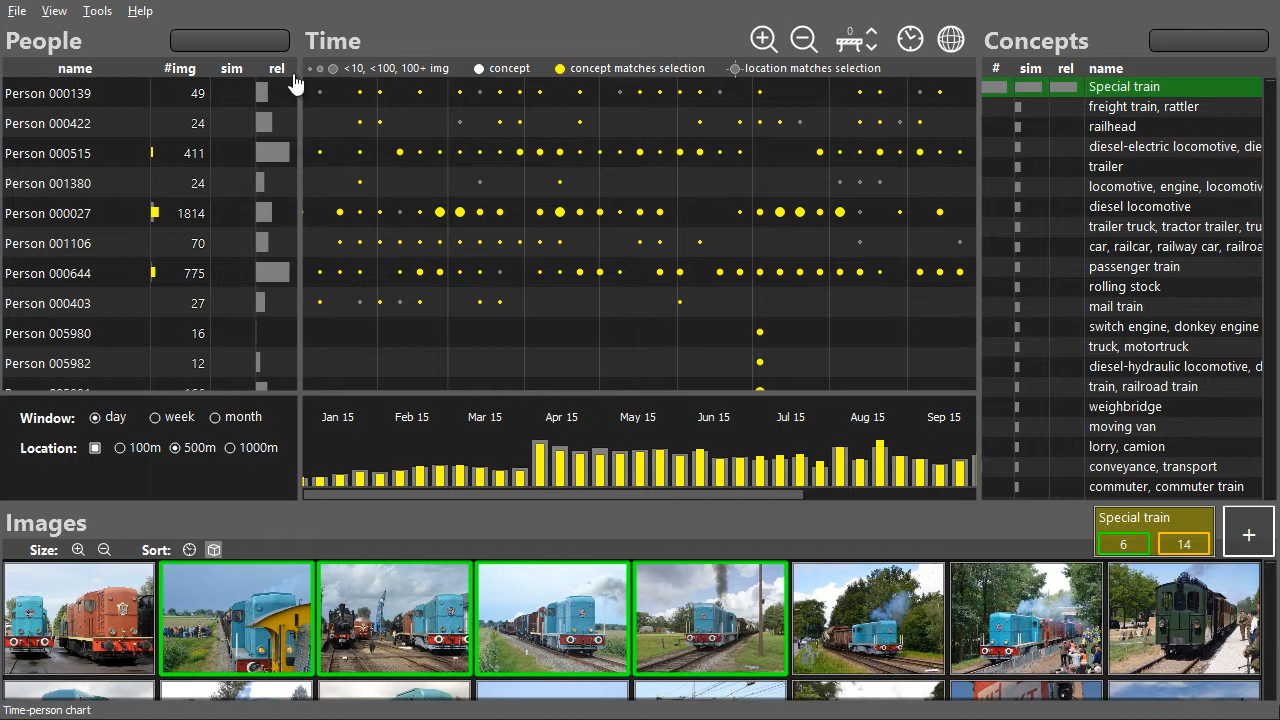 File View Tools Help
People
Time
0
Concepts
name #img sim rel
<10, <100, 100+ img concept concept matches selection location matches selection
# sim rel name
Person 000139 49
Person 000422 24
Person 000515 411
Person 001380 24
Person 000027 1814
Person 001106 70
Person 000644 775
Person 000403 27
Person 005980 16
Person 005982 12
Special train
freight train, rattler
railhead
diesel-electric locomotive, die
trailer
locomotive, engine, locomotiv
diesel locomotive
trailer truck, tractor trailer, tru
car, railcar, railway car, railroa
passenger train
rolling stock
mail train
switch engine, donkey engine
truck, motortruck
diesel-hydraulic locomotive, d
train, railroad train
weighbridge
moving van
lorry, camion
conveyance, transport
commuter, commuter train
Window: day week month
Location: 100m 500m 1000m
Jan 15 Feb 15 Mar 15 Apr 15 May 15 Jun 15 Jul 15 Aug 15 Sep 15
Images
Special train
6 14
+
Size: Sort:
Time-person chart